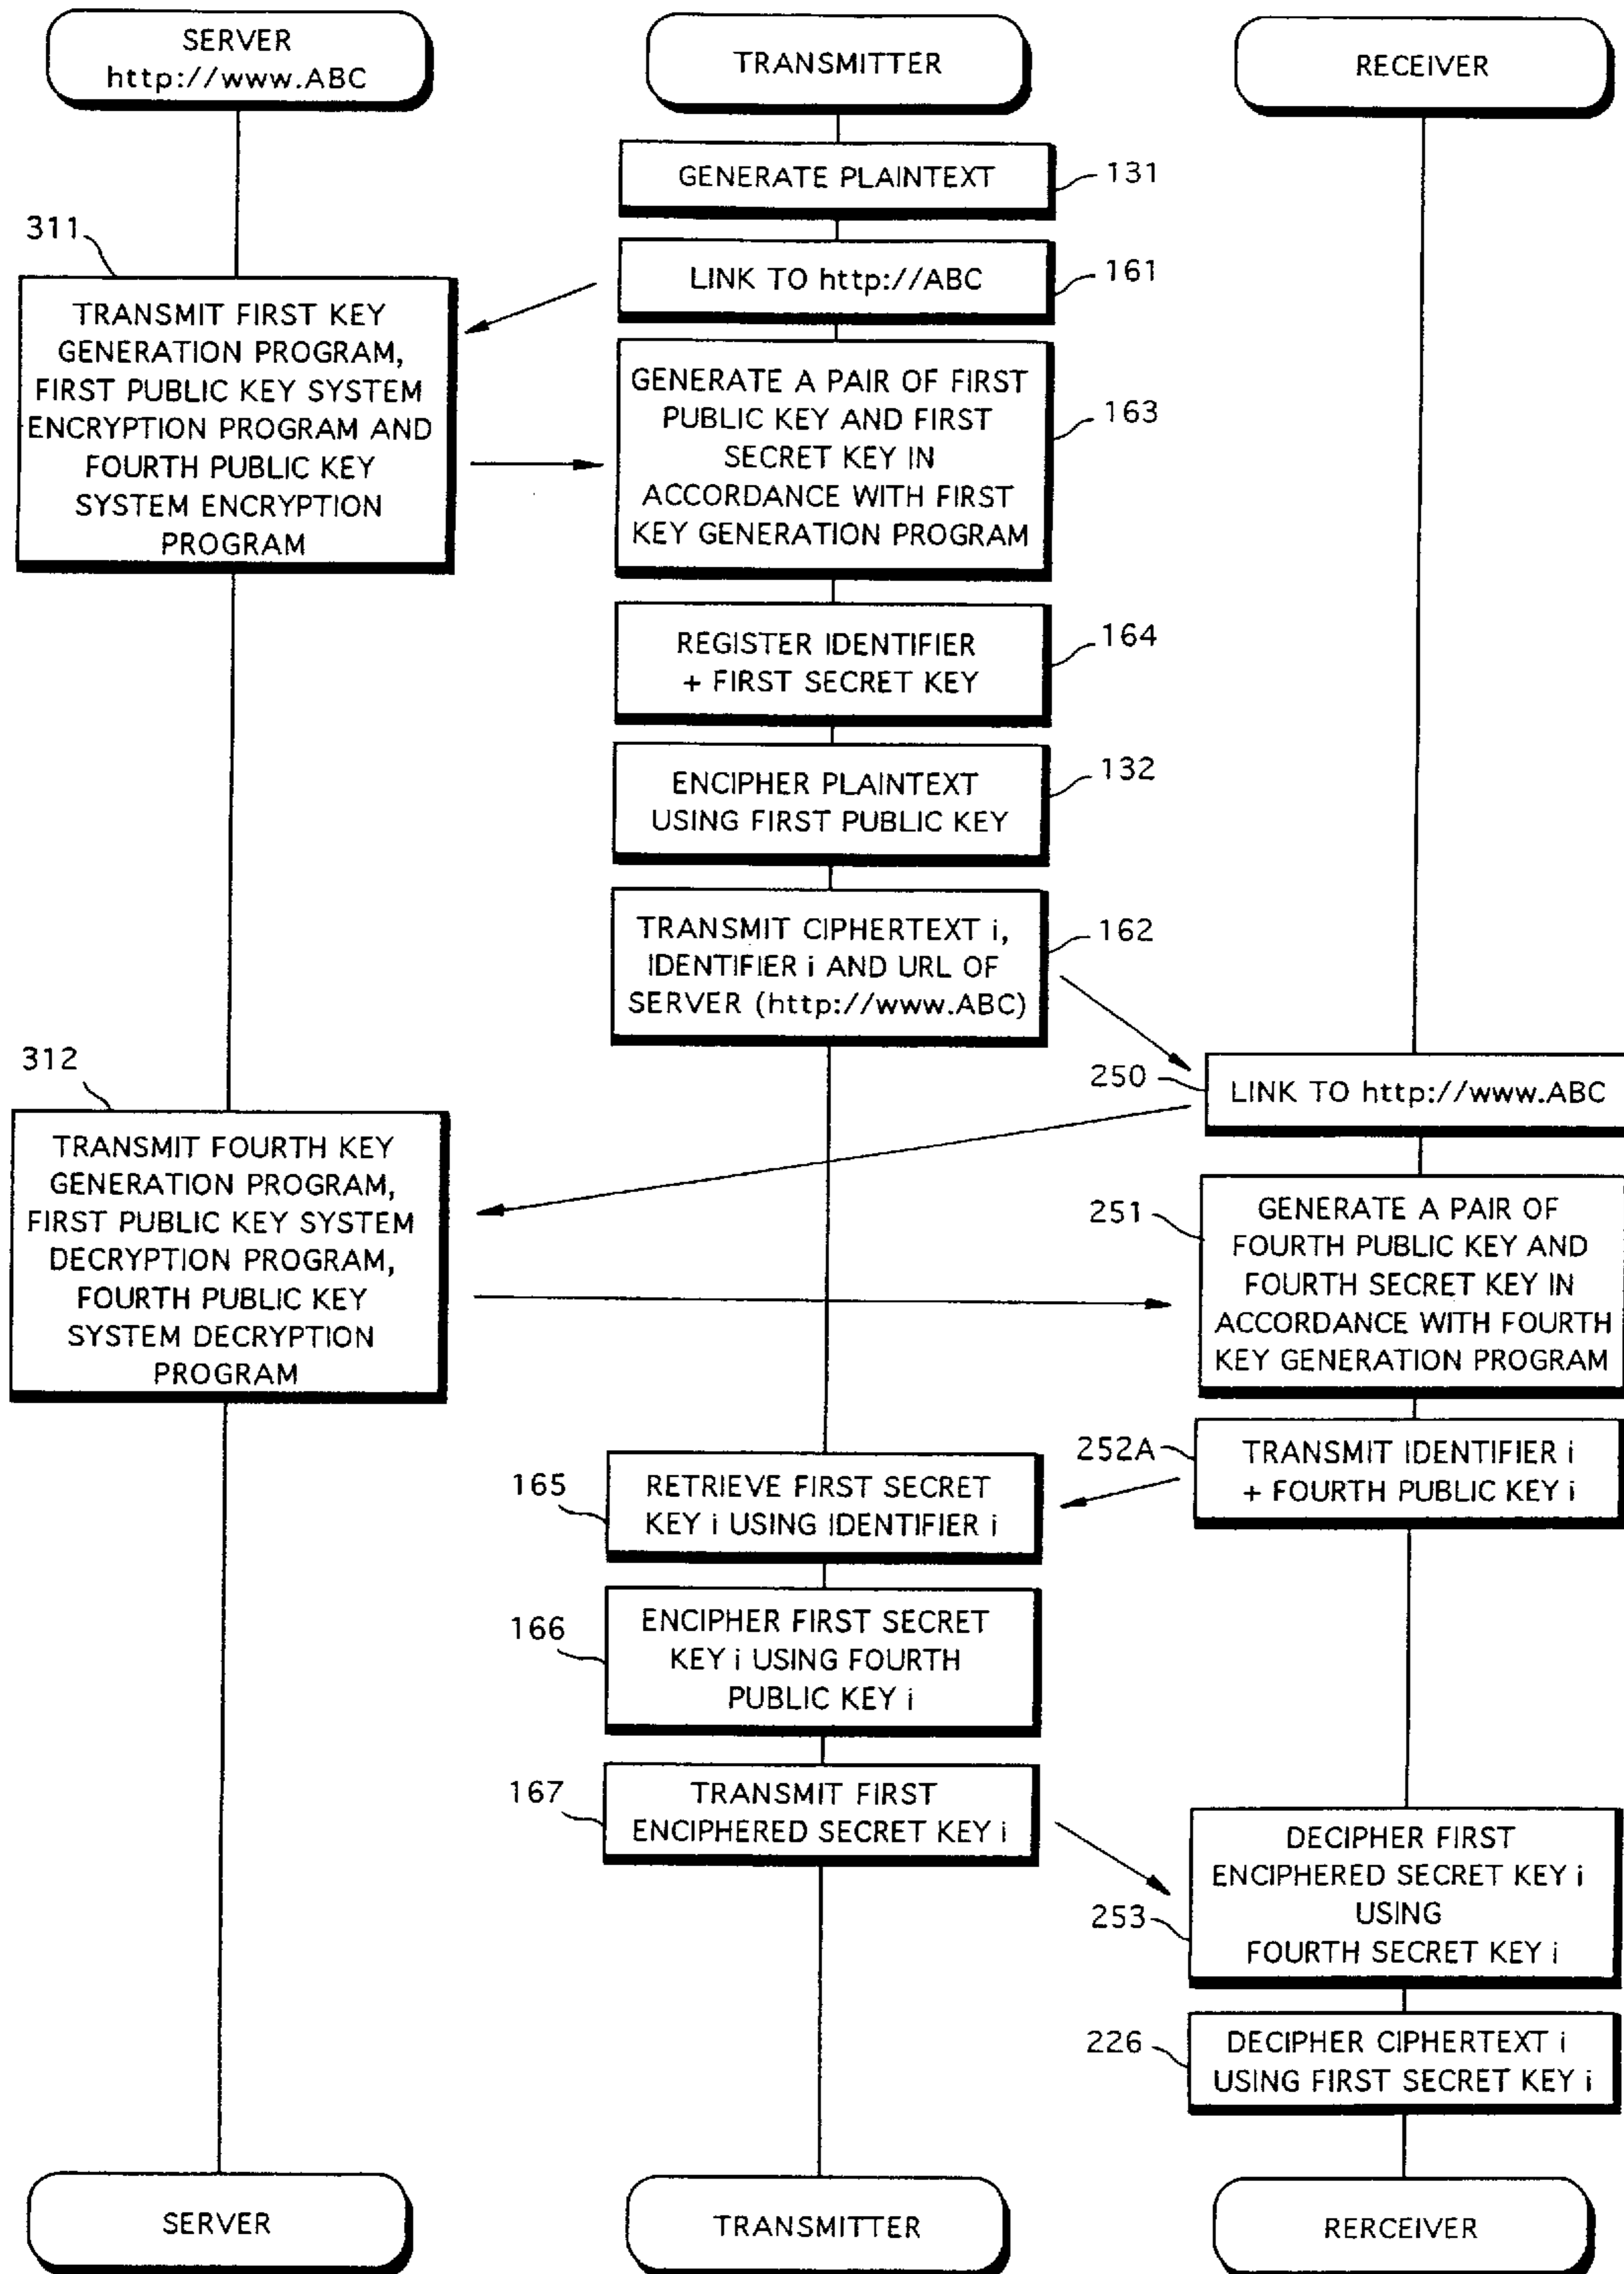 SERVER
http://www.ABC
TRANSMITTER
RECEIVER
GENERATE PLAINTEXT
131
311
LINK TO http://ABC
161
TRANSMIT FIRST KEY
GENERATION PROGRAM,
FIRST PUBLIC KEY SYSTEM
ENCRYPTION PROGRAM AND
FOURTH PUBLIC KEY
SYSTEM ENCRYPTION
PROGRAM
GENERATE A PAIR OF FIRST
PUBLIC KEY AND FIRST
SECRET KEY IN
ACCORDANCE WITH FIRST
KEY GENERATION PROGRAM
163
REGISTER IDENTIFIER
+ FIRST SECRET KEY
164
ENCIPHER PLAINTEXT
USING FIRST PUBLIC KEY
132
TRANSMIT CIPHERTEXT i,
IDENTIFIER i AND URL OF
SERVER (http://www.ABC)
162
312
250
LINK TO http://www.ABC
TRANSMIT FOURTH KEY
GENERATION PROGRAM,
FIRST PUBLIC KEY SYSTEM
DECRYPTION PROGRAM,
FOURTH PUBLIC KEY
SYSTEM DECRYPTION
PROGRAM
251
GENERATE A PAIR OF
FOURTH PUBLIC KEY AND
FOURTH SECRET KEY IN
ACCORDANCE WITH FOURTH
KEY GENERATION PROGRAM
252A
TRANSMIT IDENTIFIER i
+ FOURTH PUBLIC KEY i
165
RETRIEVE FIRST SECRET
KEY i USING IDENTIFIER i
166
ENCIPHER FIRST SECRET
KEY i USING FOURTH
PUBLIC KEY i
167
TRANSMIT FIRST
ENCIPHERED SECRET KEY i
253
DECIPHER FIRST
ENCIPHERED SECRET KEY i
USING
FOURTH SECRET KEY i
226
DECIPHER CIPHERTEXT i
USING FIRST SECRET KEY i
SERVER
TRANSMITTER
RERCEIVER